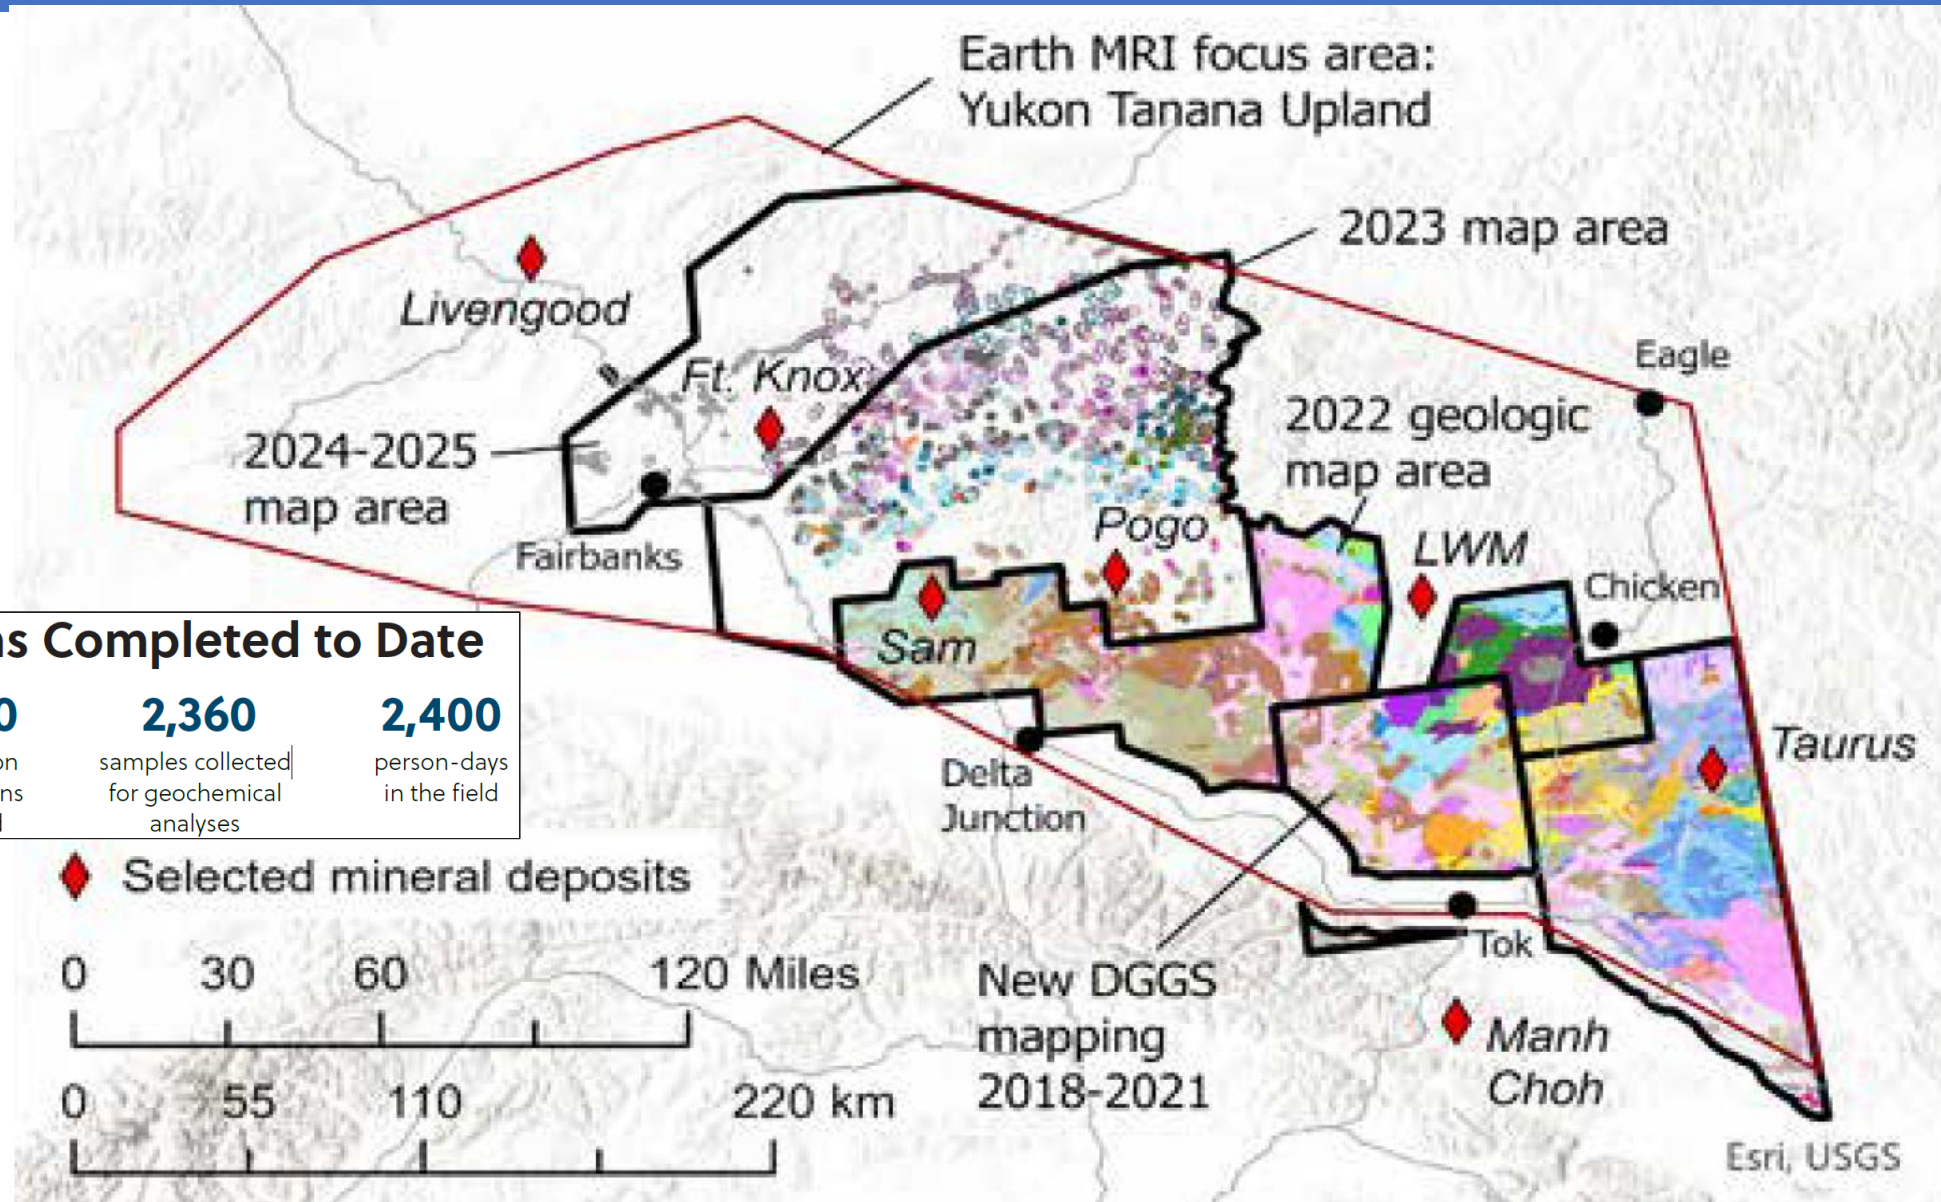 Earth MRI focus area:
Yukon Tanana Upland
2023 map area
Livengood
Eagle
Ft. Knox
2022 geologic
map area
2024-2025
map area
Pogo
LWM
Fairbanks
Chicken
Sam
s Completed to Date
0
2,360
2,400
samples collected
for geochemical
analyses
person-days
in the field
Taurus
Delta
Junction
Selected mineral deposits
Tok
0 30 60 120 Miles
New DGGS
mapping
2018-2021
Manh
Choh
0 55 110 220 km
Esri, USGS